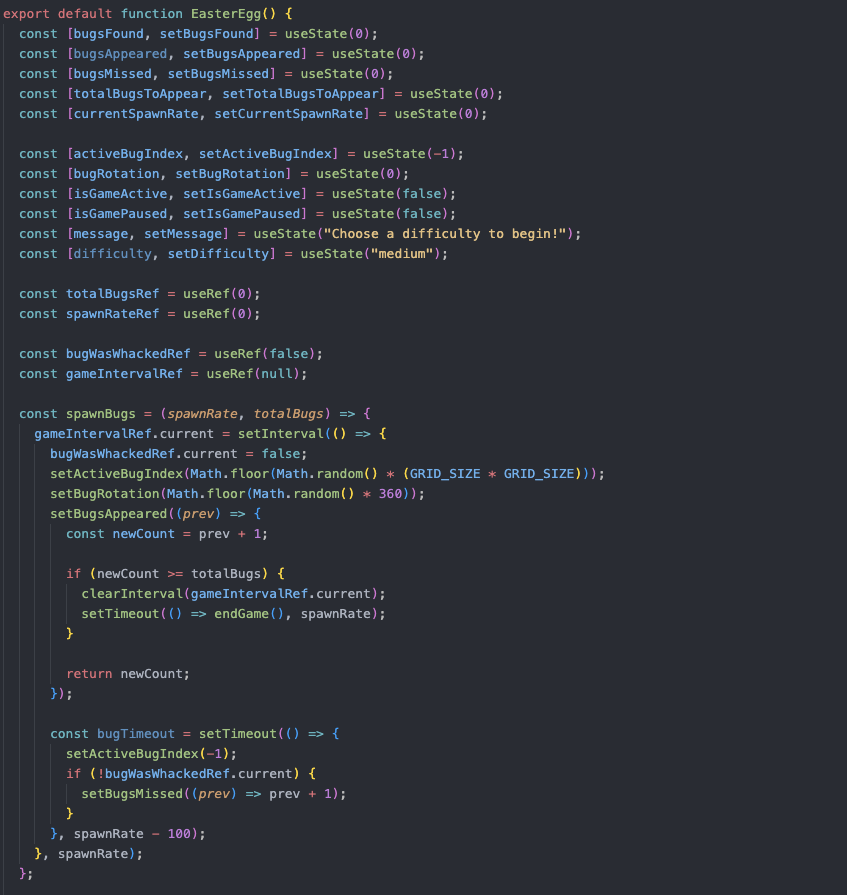 export default function EasterEgg() {
  const [bugsFound, setBugsFound] = useState(0);
  const [bugsAppeared, setBugsAppeared] = useState(0);
  const [bugsMissed, setBugsMissed] = useState(0);
  const [totalBugsToAppear, setTotalBugsToAppear] = useState(0);
  const [currentSpawnRate, setCurrentSpawnRate] = useState(0);

  const [activeBugIndex, setActiveBugIndex] = useState(-1);
  const [bugRotation, setBugRotation] = useState(0);
  const [isGameActive, setIsGameActive] = useState(false);
  const [isGamePaused, setIsGamePaused] = useState(false);
  const [message, setMessage] = useState("Choose a difficulty to begin!");
  const [difficulty, setDifficulty] = useState("medium");

  const totalBugsRef = useRef(0);
  const spawnRateRef = useRef(0);

  const bugWasWhackedRef = useRef(false);
  const gameIntervalRef = useRef(null);

  const spawnBugs = (spawnRate, totalBugs) => {
    gameIntervalRef.current = setInterval(() => {
      bugWasWhackedRef.current = false;
      setActiveBugIndex(Math.floor(Math.random() * (GRID_SIZE * GRID_SIZE)));
      setBugRotation(Math.floor(Math.random() * 360));
      setBugsAppeared((prev) => {
        const newCount = prev + 1;

        if (newCount >= totalBugs) {
          clearInterval(gameIntervalRef.current);
          setTimeout(() => endGame(), spawnRate);
        }

        return newCount;
      });

      const bugTimeout = setTimeout(() => {
        setActiveBugIndex(-1);
        if (!bugWasWhackedRef.current) {
          setBugsMissed((prev) => prev + 1);
        }
      }, spawnRate - 100);
    }, spawnRate);
  };